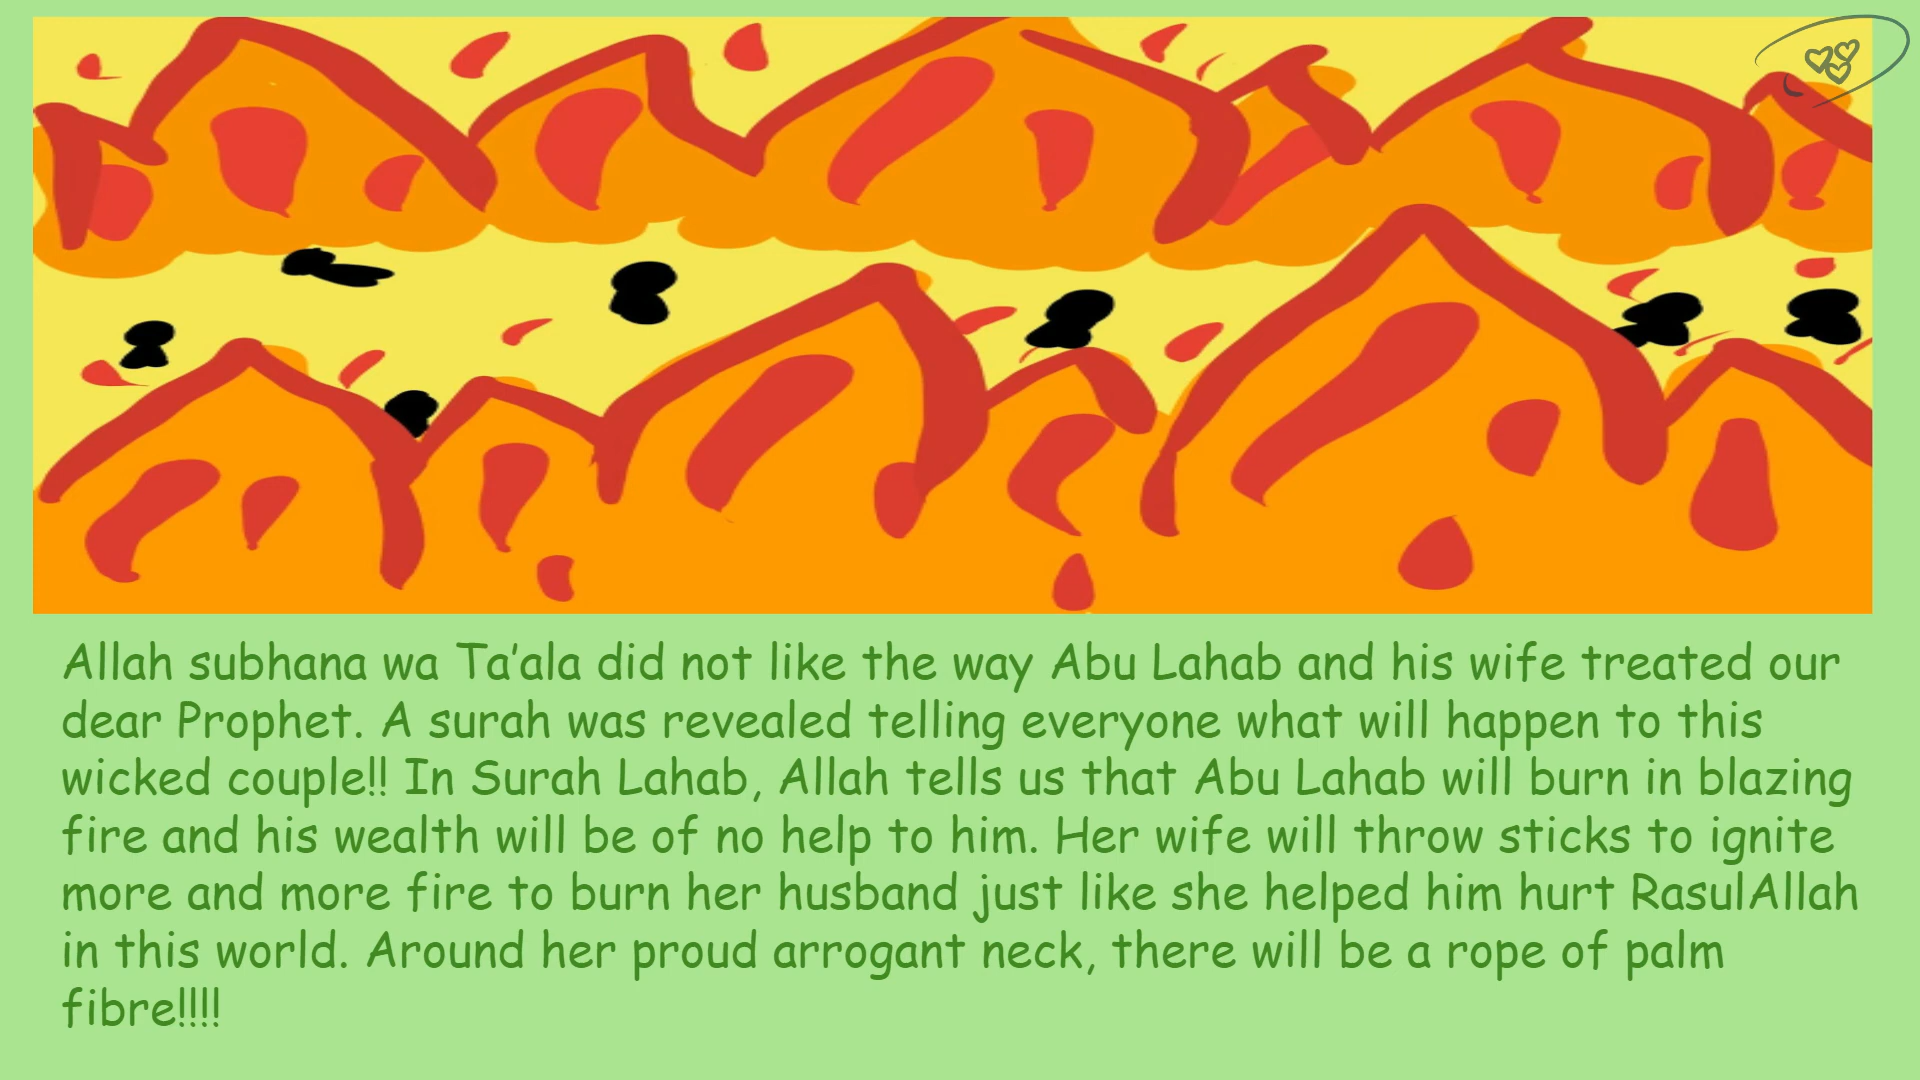 Allah subhana wa Ta’ala did not like the way Abu Lahab and his wife treated our
dear Prophet. A surah was revealed telling everyone what will happen to this
wicked couple!! In Surah Lahab, Allah tells us that Abu Lahab will burn in blazing
fire and his wealth will be of no help to him. Her wife will throw sticks to ignite
more and more fire to burn her husband just like she helped him hurt RasulAllah
in this world. Around her proud arrogant neck, there will be a rope of palm
fibre!!!!